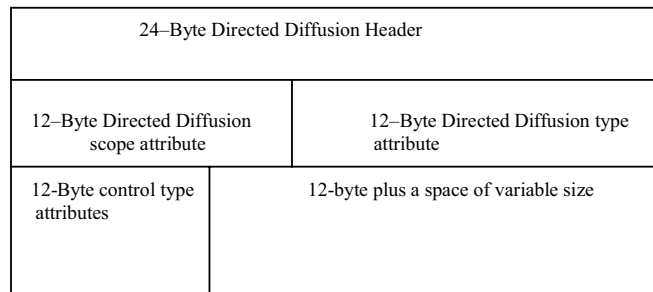 24–Byte Directed Diffusion Header
12–Byte Directed Diffusion
scope attribute
12–Byte Directed Diffusion type
attribute
12-Byte control type
attributes
12-byte plus a space of variable size